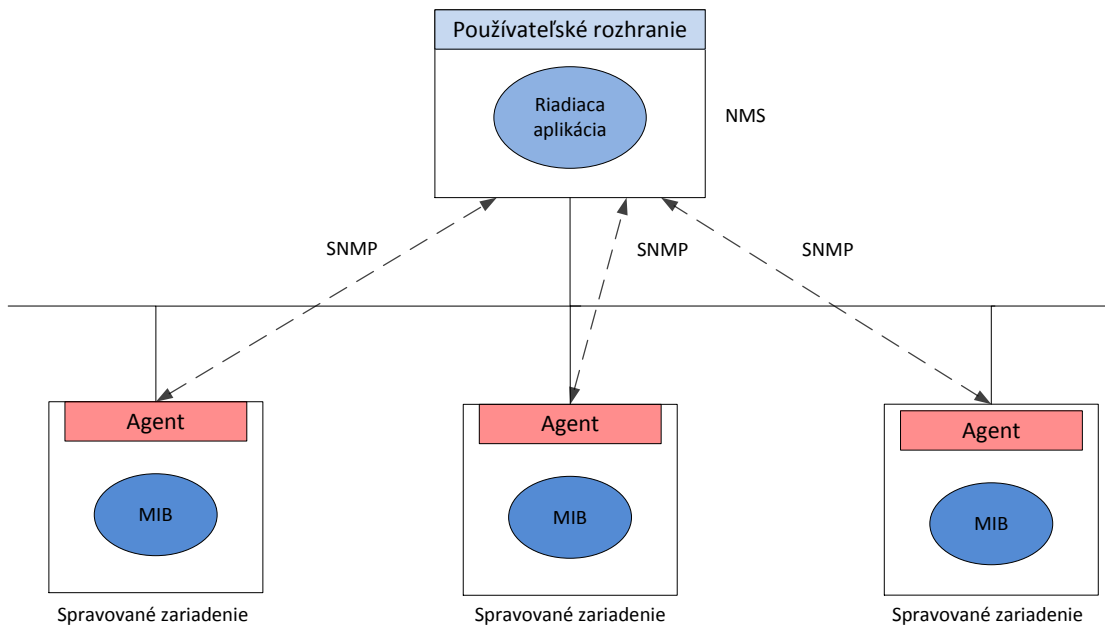 Používateľské rozhranie
Riadiaca
aplikácia
NMS
SNMP
SNMP
SNMP
Agent
Agent
Agent
MIB
MIB
MIB
Spravované zariadenie
Spravované zariadenie
Spravované zariadenie